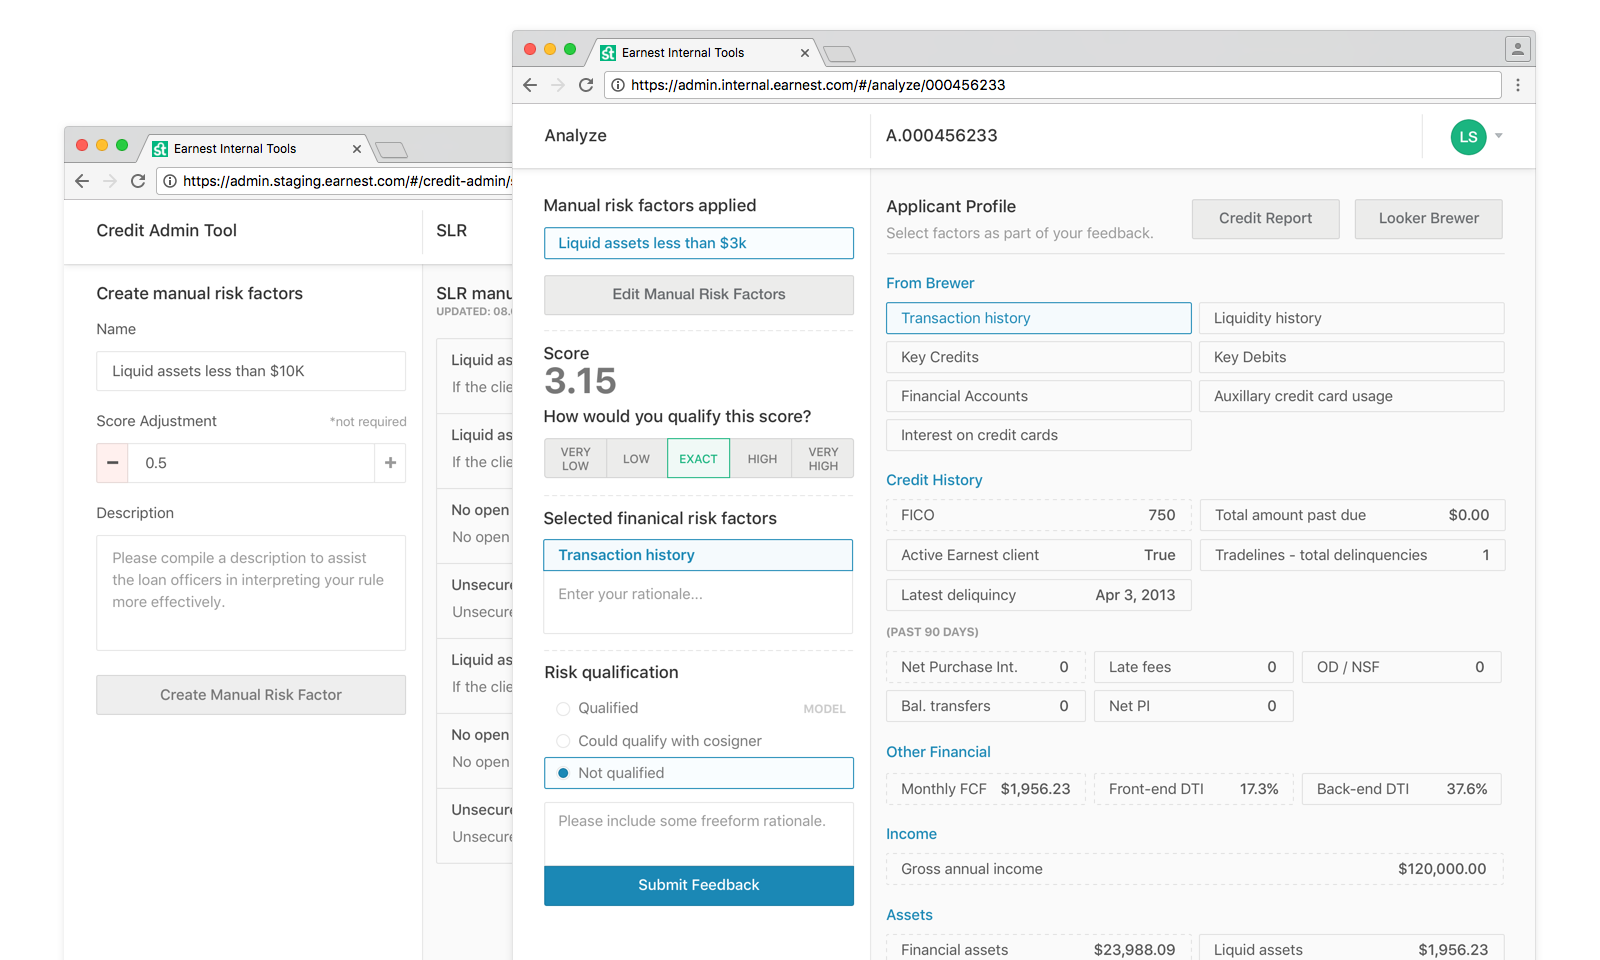 Earnest Internal Tools
https://admin.staging.earnest.com/#/credit-admin/
Credit Admin Tool
SLR
Create manual risk factors
Name
Liquid assets less than $10K
Score Adjustment
*not required
0.5
Description
Please compile a description to assist
the loan officers in interpreting your rule
more effectively.
Create Manual Risk Factor
SLR manu
UPDATED: 08.
Liquid as
If the clie
Liquid as
If the clie
No open
No open
Unsecure
Unsecure
Liquid as
If the clie
No open
No open
Unsecure
Unsecure
st Earnest Internal Tools
https://admin.internal.earnest.com/#/analyze/000456233
Analyze
A.000456233
LS
Manual risk factors applied
Liquid assets less than $3k
Edit Manual Risk Factors
Score
3.15
How would you qualify this score?
VERY LOW
LOW
EXACT
HIGH
VERY HIGH
Selected finanical risk factors
Transaction history
Enter your rationale...
Risk qualification
Qualified MODEL
Could qualify with cosigner
Not qualified
Please include some freeform rationale.
Submit Feedback
Applicant Profile
Select factors as part of your feedback.
Credit Report
Looker Brewer
From Brewer
Transaction history
Liquidity history
Key Credits
Key Debits
Financial Accounts
Auxillary credit card usage
Interest on credit cards
Credit History
FICO 750
Total amount past due $0.00
Active Earnest client True
Tradelines - total delinquencies 1
Latest deliquincy Apr 3, 2013
(PAST 90 DAYS)
Net Purchase Int. 0
Late fees 0
OD / NSF 0
Bal. transfers 0
Net PI 0
Other Financial
Monthly FCF $1,956.23
Front-end DTI 17.3%
Back-end DTI 37.6%
Income
Gross annual income $120,000.00
Assets
Financial assets $23,988.09
Liquid assets $1,956.23